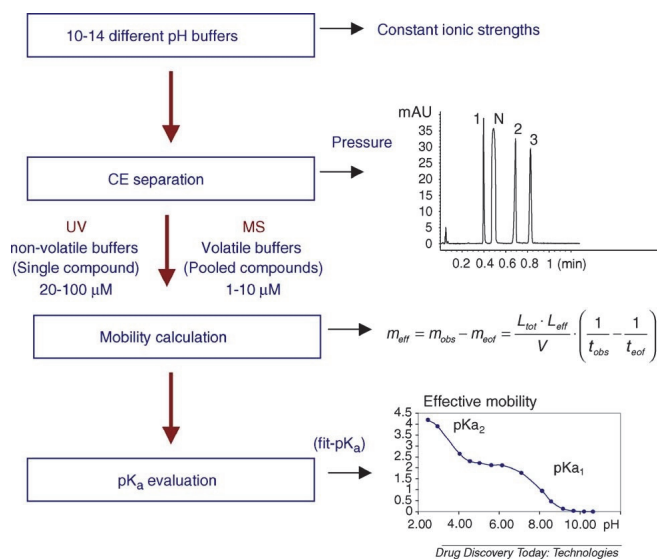 10-14 different pH buffers
Constant ionic strengths
CE separation
Pressure
mAU
35
30
25
20
15
10
5
0
1
N
2
3
0.2 0.4 0.6 0.8 1 (min)
UV
non-volatile buffers
(Single compound)
20-100 μM
MS
Volatile buffers
(Pooled compounds)
1-10 μM
Mobility calculation
m_eff = m_obs − m_eof = (L_tot · L_eff / V) · (1/t_obs − 1/t_eof)
pKa evaluation
(fit-pKa)
Effective mobility
4.5
4
3.5
3
2.5
2
1.5
1
0.5
0
pKa2
pKa1
2.00 4.00 6.00 8.00 10.00 pH
Drug Discovery Today: Technologies